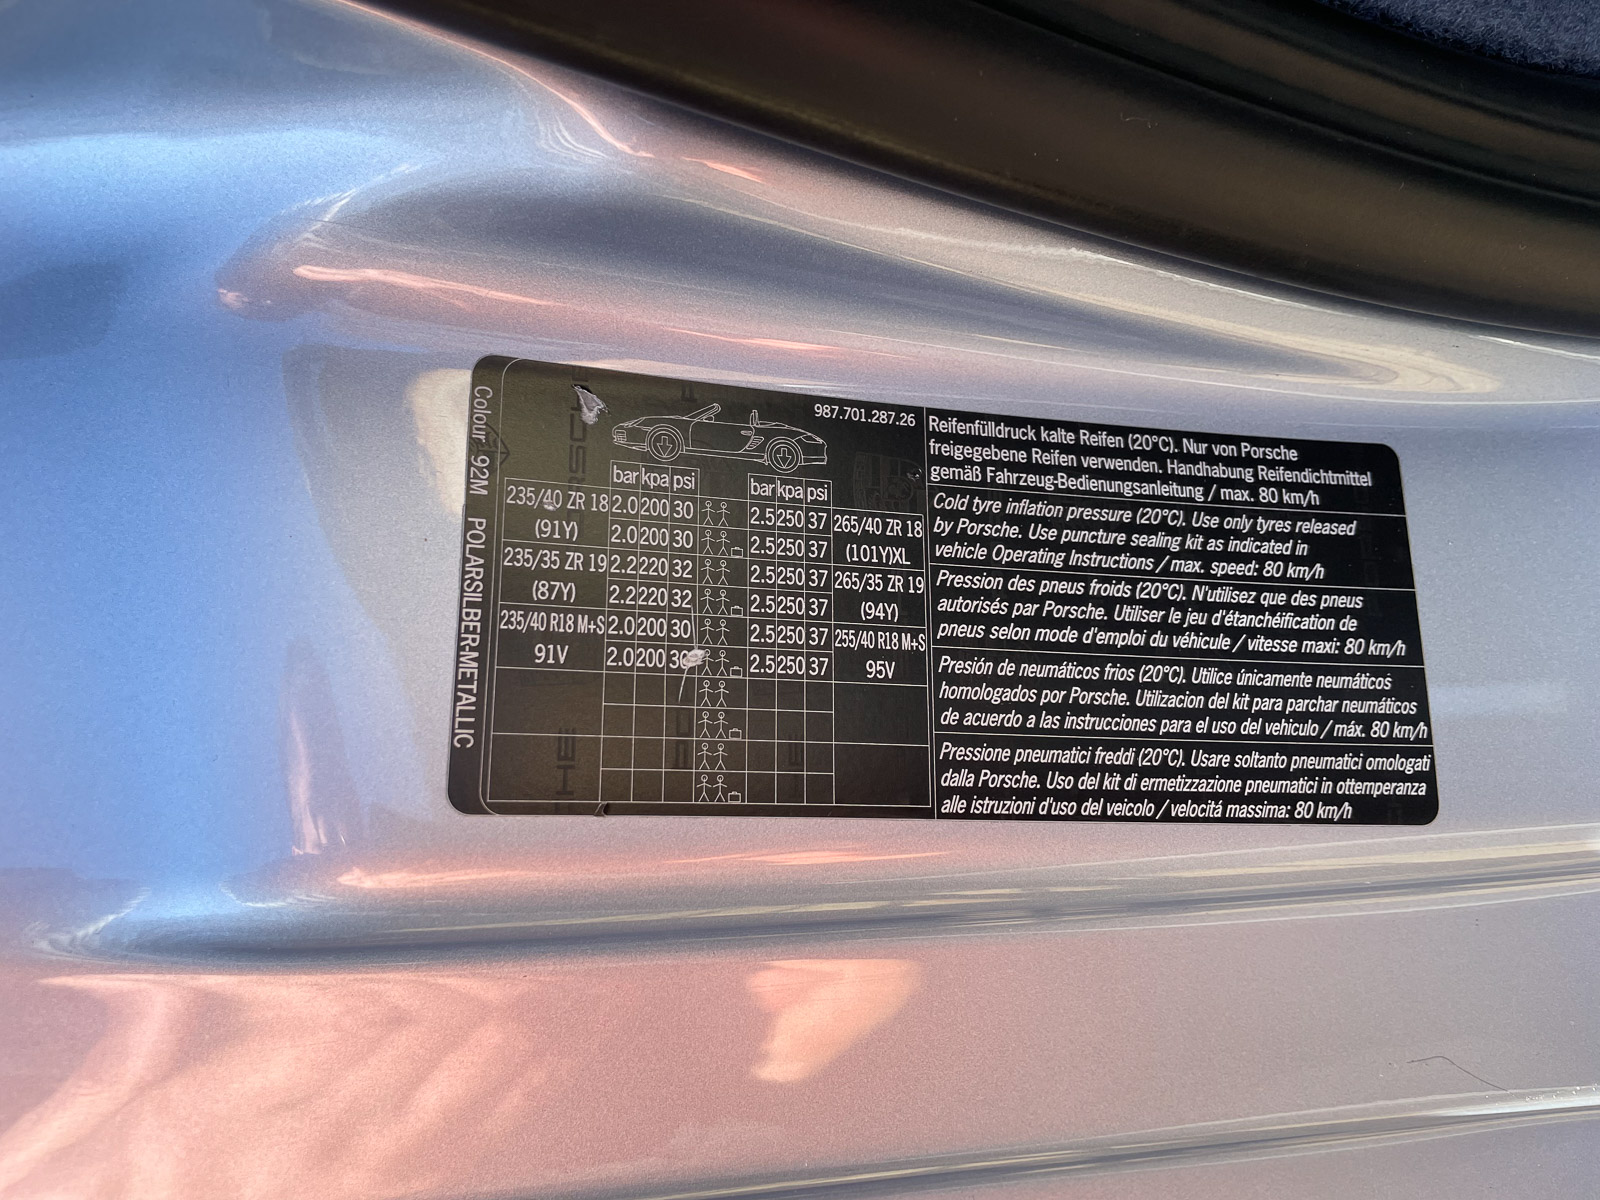 987.701.287.26
bar kpa psi bar kpa psi
235/40 ZR 18 2.0 200 30 2.5 250 37 265/40 ZR 18
(91Y) 2.0 200 30 2.5 250 37 (101Y)XL
235/35 ZR 19 2.2 220 32 2.5 250 37 265/35 ZR 19
(87Y) 2.2 220 32 2.5 250 37 (94Y)
235/40 R18 M+S 2.0 200 30 2.5 250 37 255/40 R18 M+S
91V 2.0 200 30 2.5 250 37 95V
Reifenfülldruck kalte Reifen (20°C). Nur von Porsche
freigegebene Reifen verwenden. Handhabung Reifendichtmittel
gemäß Fahrzeug-Bedienungsanleitung / max. 80 km/h
Cold tyre inflation pressure (20°C). Use only tyres released
by Porsche. Use puncture sealing kit as indicated in
vehicle Operating Instructions / max. speed: 80 km/h
Pression des pneus froids (20°C). N'utilisez que des pneus
autorisés par Porsche. Utiliser le jeu d'étanchéification de
pneus selon mode d'emploi du véhicule / vitesse maxi: 80 km/h
Presión de neumáticos frios (20°C). Utilice únicamente neumáticos
homologados por Porsche. Utilizacion del kit para parchar neumáticos
de acuerdo a las instrucciones para el uso del vehiculo / máx. 80 km/h
Pressione pneumatici freddi (20°C). Usare soltanto pneumatici omologati
dalla Porsche. Uso del kit di ermetizzazione pneumatici in ottemperanza
alle istruzioni d'uso del veicolo / velocitá massima: 80 km/h
Colour 92M POLARSILBER-METALLIC